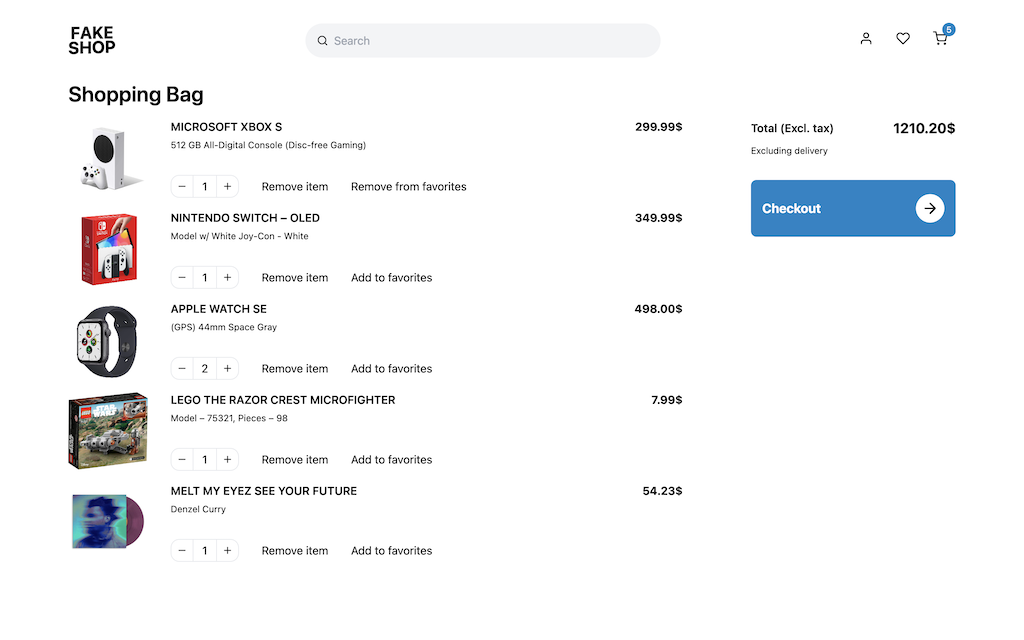 FAKE
SHOP
Search
5
Shopping Bag
MICROSOFT XBOX S
299.99$
512 GB All-Digital Console (Disc-free Gaming)
− 1 +
Remove item
Remove from favorites
NINTENDO SWITCH – OLED
349.99$
Model w/ White Joy-Con - White
− 1 +
Remove item
Add to favorites
APPLE WATCH SE
498.00$
(GPS) 44mm Space Gray
− 2 +
Remove item
Add to favorites
LEGO THE RAZOR CREST MICROFIGHTER
7.99$
Model – 75321, Pieces – 98
− 1 +
Remove item
Add to favorites
MELT MY EYEZ SEE YOUR FUTURE
54.23$
Denzel Curry
− 1 +
Remove item
Add to favorites
Total (Excl. tax)
1210.20$
Excluding delivery
Checkout
LEGO
STAR
WARS